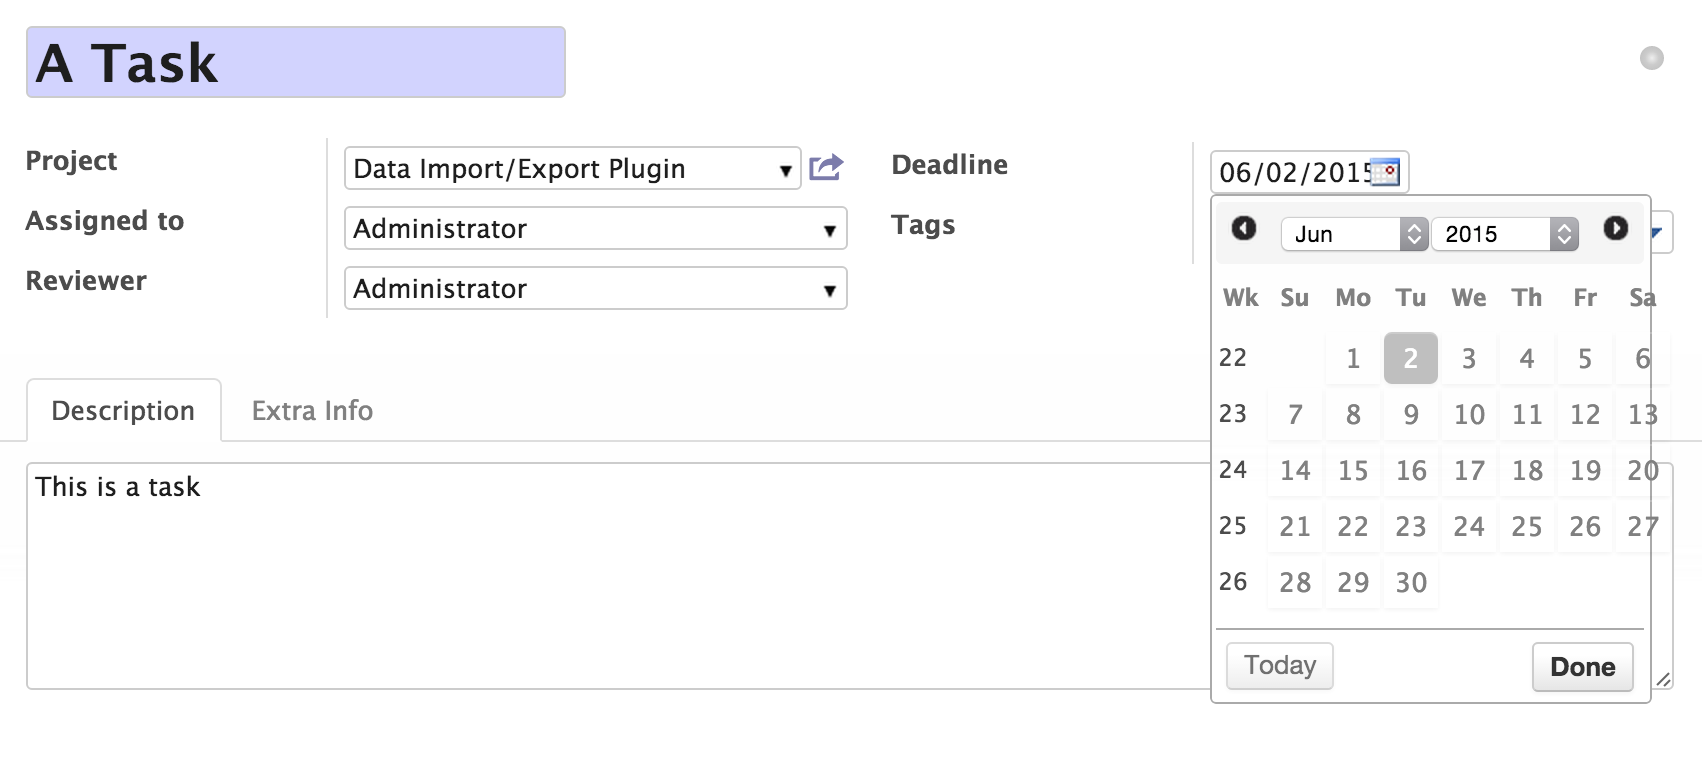 A Task
Project
Data Import/Export Plugin
Assigned to
Administrator
Reviewer
Administrator
Deadline
06/02/2015
Tags
Jun 2015
Wk Su Mo Tu We Th Fr Sa
22 1 2 3 4 5 6
23 7 8 9 10 11 12 13
24 14 15 16 17 18 19 20
25 21 22 23 24 25 26 27
26 28 29 30
Today Done
Description Extra Info
This is a task